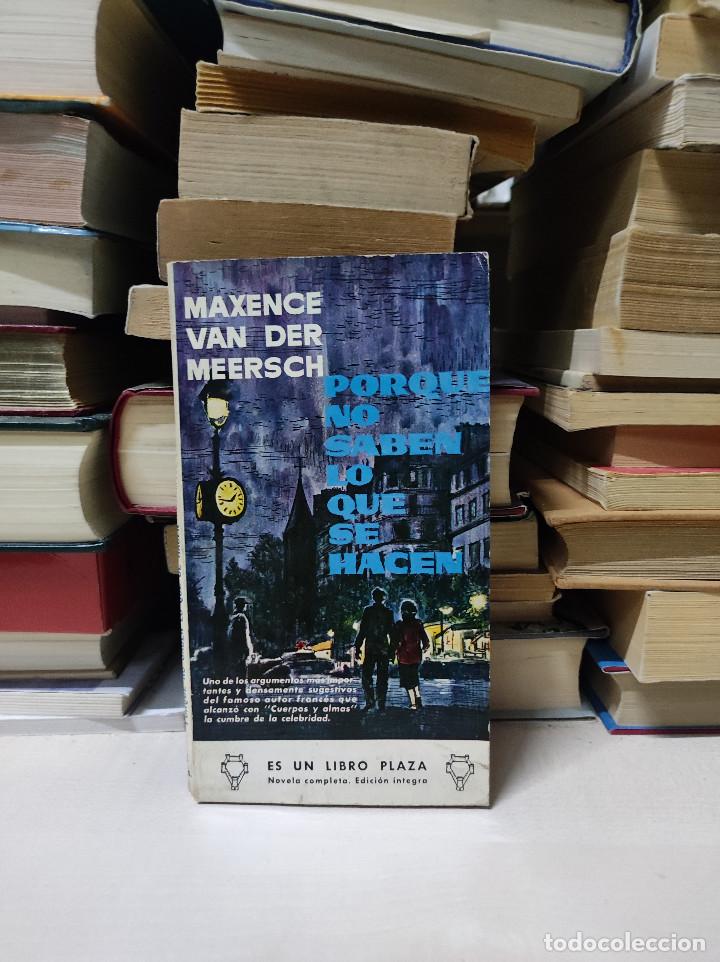 MAXENCE
VAN DER
MEERSCH
PORQUE
NO
SABEN
LO
QUE
SE
HACEN
Uno de los argumentos más impor-
tantes y densamente sugestivos
del famoso autor francés que
alcanzó con "Cuerpos y almas"
la cumbre de la celebridad.
ES UN LIBRO PLAZA
Novela completa. Edición íntegra
todocoleccion